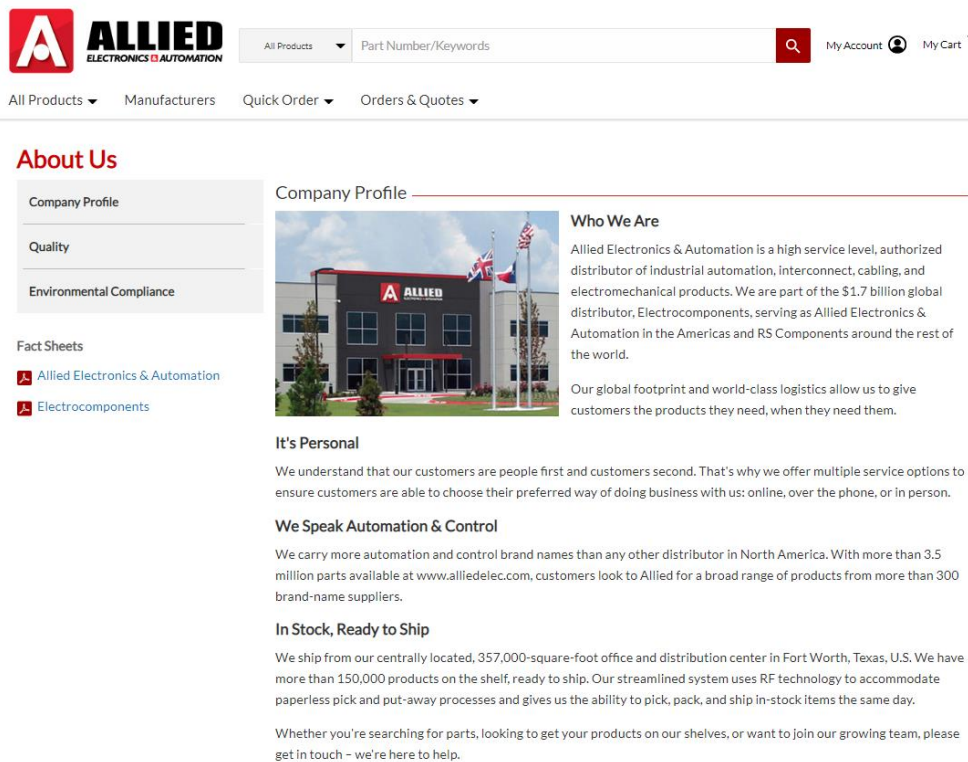 ALLIED
ELECTRONICS & AUTOMATION
All Products
Part Number/Keywords
My Account
My Cart
All Products
Manufacturers
Quick Order
Orders & Quotes
About Us
Company Profile
Quality
Environmental Compliance
Fact Sheets
Allied Electronics & Automation
Electrocomponents
Company Profile
ALLIED
Who We Are
Allied Electronics & Automation is a high service level, authorized
distributor of industrial automation, interconnect, cabling, and
electromechanical products. We are part of the $1.7 billion global
distributor, Electrocomponents, serving as Allied Electronics &
Automation in the Americas and RS Components around the rest of
the world.
Our global footprint and world-class logistics allow us to give
customers the products they need, when they need them.
It's Personal
We understand that our customers are people first and customers second. That's why we offer multiple service options to
ensure customers are able to choose their preferred way of doing business with us: online, over the phone, or in person.
We Speak Automation & Control
We carry more automation and control brand names than any other distributor in North America. With more than 3.5
million parts available at www.alliedelec.com, customers look to Allied for a broad range of products from more than 300
brand-name suppliers.
In Stock, Ready to Ship
We ship from our centrally located, 357,000-square-foot office and distribution center in Fort Worth, Texas, U.S. We have
more than 150,000 products on the shelf, ready to ship. Our streamlined system uses RF technology to accommodate
paperless pick and put-away processes and gives us the ability to pick, pack, and ship in-stock items the same day.
Whether you're searching for parts, looking to get your products on our shelves, or want to join our growing team, please
get in touch – we're here to help.